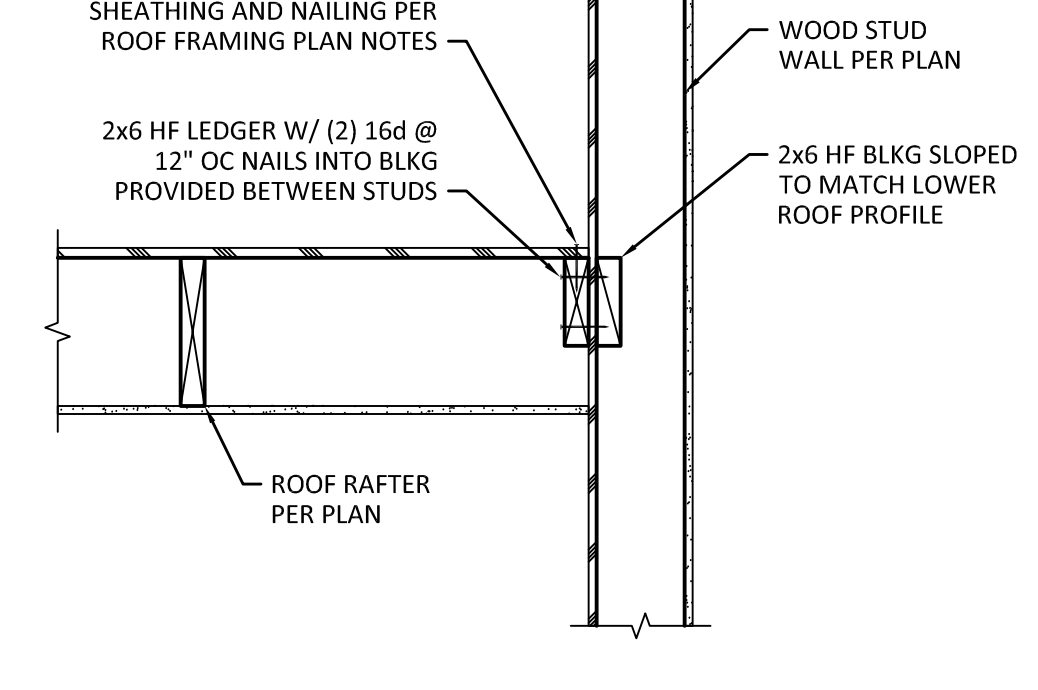 SHEATHING AND NAILING PER
ROOF FRAMING PLAN NOTES
2x6 HF LEDGER W/ (2) 16d @
12" OC NAILS INTO BLKG
PROVIDED BETWEEN STUDS
WOOD STUD
WALL PER PLAN
2x6 HF BLKG SLOPED
TO MATCH LOWER
ROOF PROFILE
ROOF RAFTER
PER PLAN